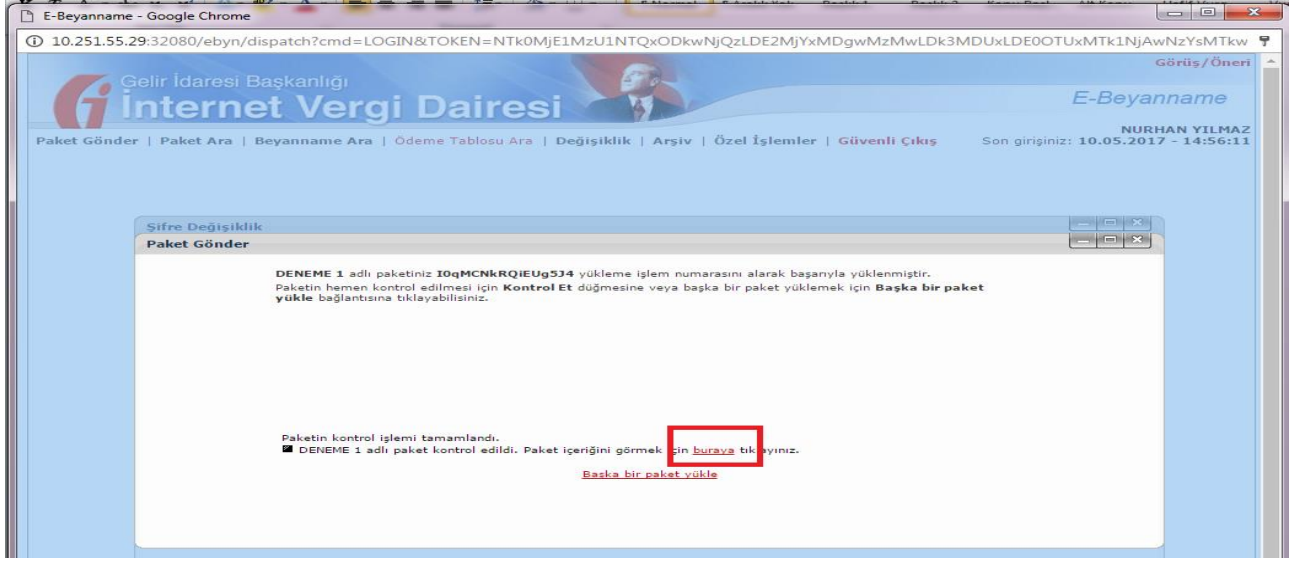 E-Beyanname - Google Chrome
10.251.55.29:32080/ebyn/dispatch?cmd=LOGIN&TOKEN=NTk0MjE1MzU1NTQxODkwNjQzLDE2MjYxMDgwMzMwLDk3MDUxLDE0OTUxMTk1NjAwNzYsMTkw
Görüş/Öneri
Gelir İdaresi Başkanlığı
İnternet Vergi Dairesi
E-Beyanname
NURHAN YILMAZ
Paket Gönder | Paket Ara | Beyanname Ara | Ödeme Tablosu Ara | Değişiklik | Arşiv | Özel İşlemler | Güvenli Çıkış Son girişiniz: 10.05.2017 - 14:56:11
Şifre Değişiklik
Paket Gönder
DENEME 1 adlı paketiniz I0qMCNkRQiEUg5J4 yükleme işlem numarasını alarak başarıyla yüklenmiştir.
Paketin hemen kontrol edilmesi için Kontrol Et düğmesine veya başka bir paket yüklemek için Başka bir paket
yükle bağlantısına tıklayabilisiniz.
Paketin kontrol işlemi tamamlandı.
DENEME 1 adlı paket kontrol edildi. Paket içeriğini görmek için buraya tıklayınız.
Başka bir paket yükle